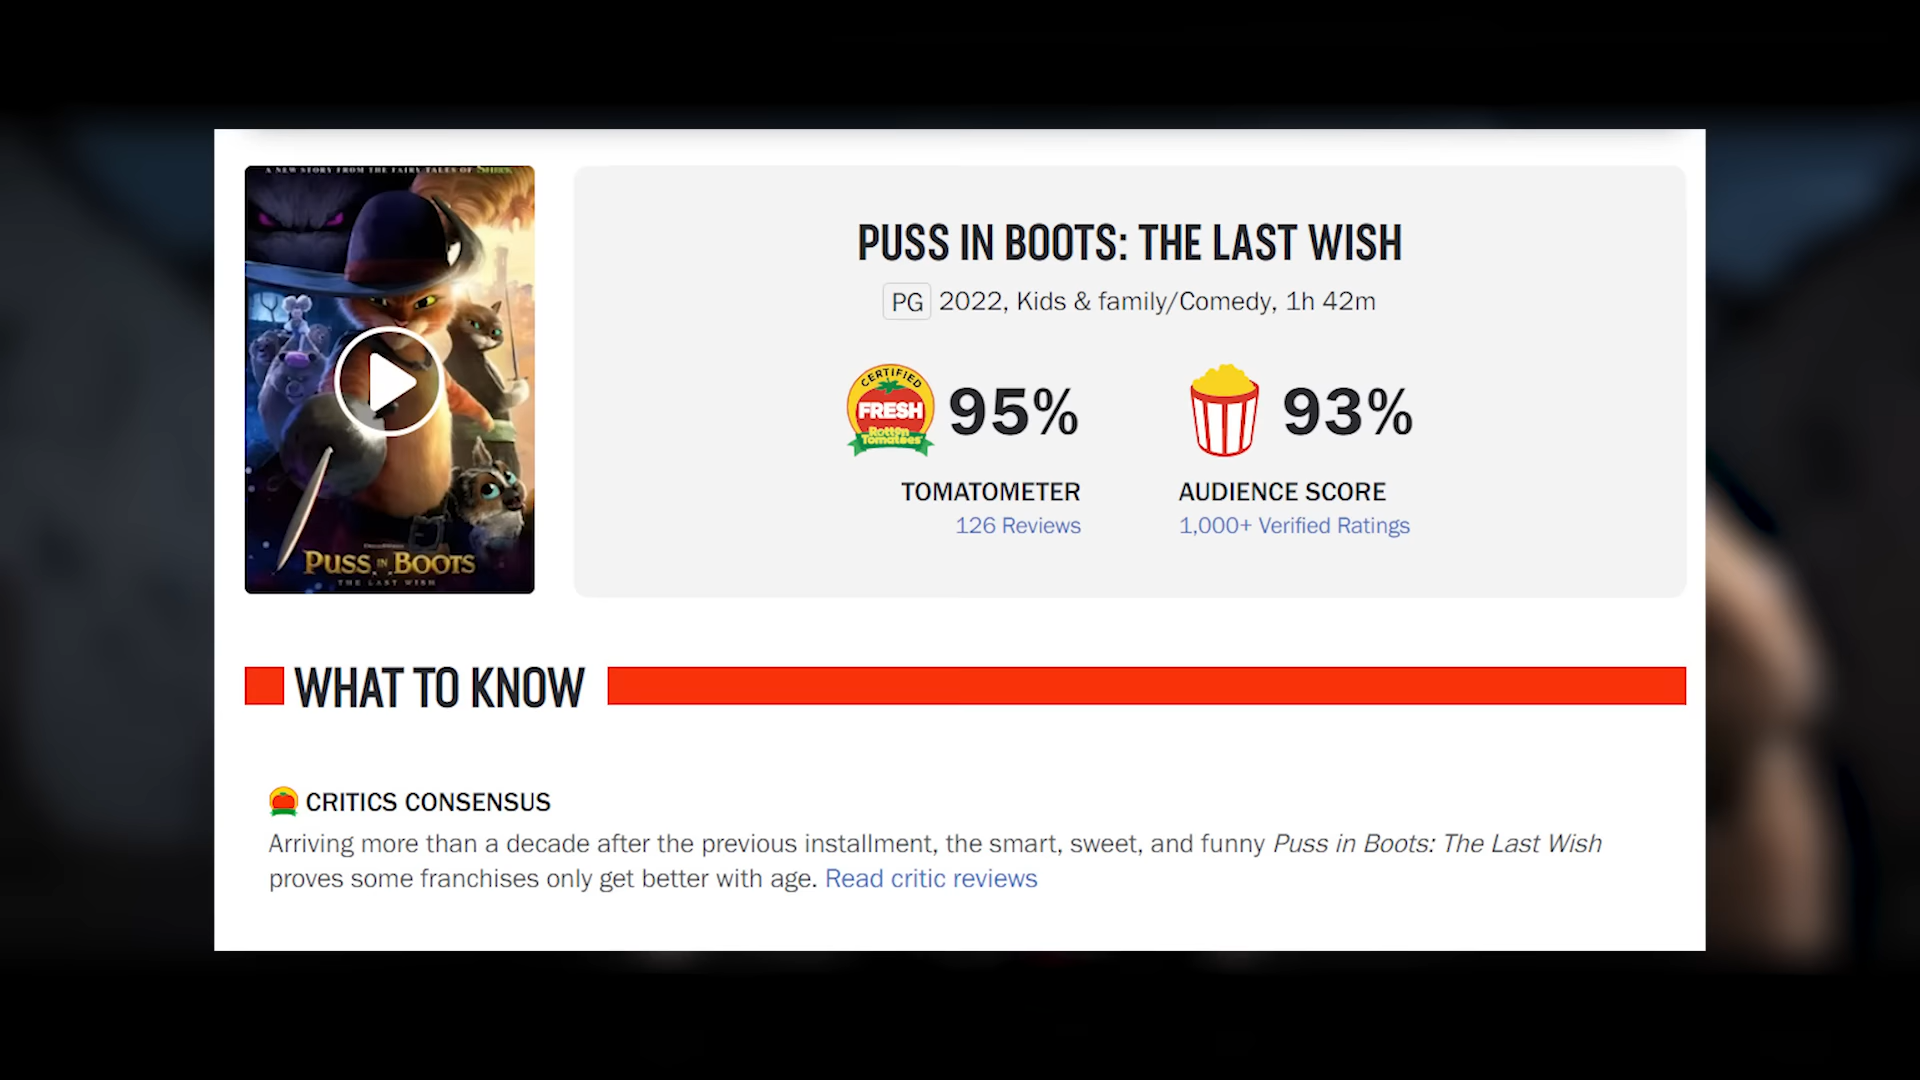 A NEW STORY FROM THE FAIRY TALES OF SHREK
PUSS IN BOOTS
THE LAST WISH
PUSS IN BOOTS: THE LAST WISH
PG 2022, Kids & family/Comedy, 1h 42m
CERTIFIED
FRESH
Rotten
Tomatoes
95%
93%
TOMATOMETER
AUDIENCE SCORE
126 Reviews
1,000+ Verified Ratings
WHAT TO KNOW
CRITICS CONSENSUS
Arriving more than a decade after the previous installment, the smart, sweet, and funny Puss in Boots: The Last Wish
proves some franchises only get better with age. Read critic reviews